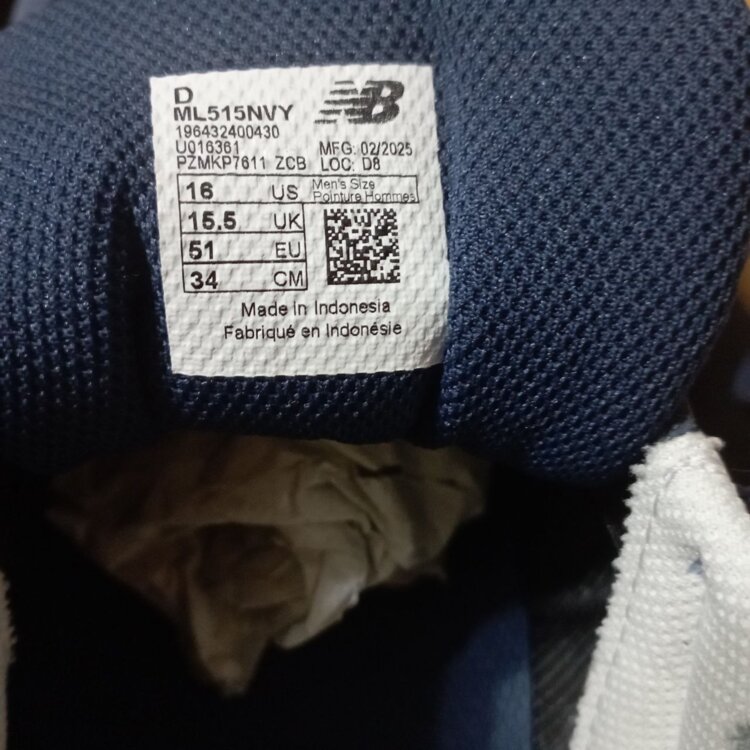 D
ML515NVY
NB
196432400430
U016361 MFG: 02/2025
PZMKP7611 ZCB LOC: D8
16 US Men's Size
Pointure Hommes
15.5 UK
51 EU
34 CM
Made in Indonesia
Fabriqué en Indonésie